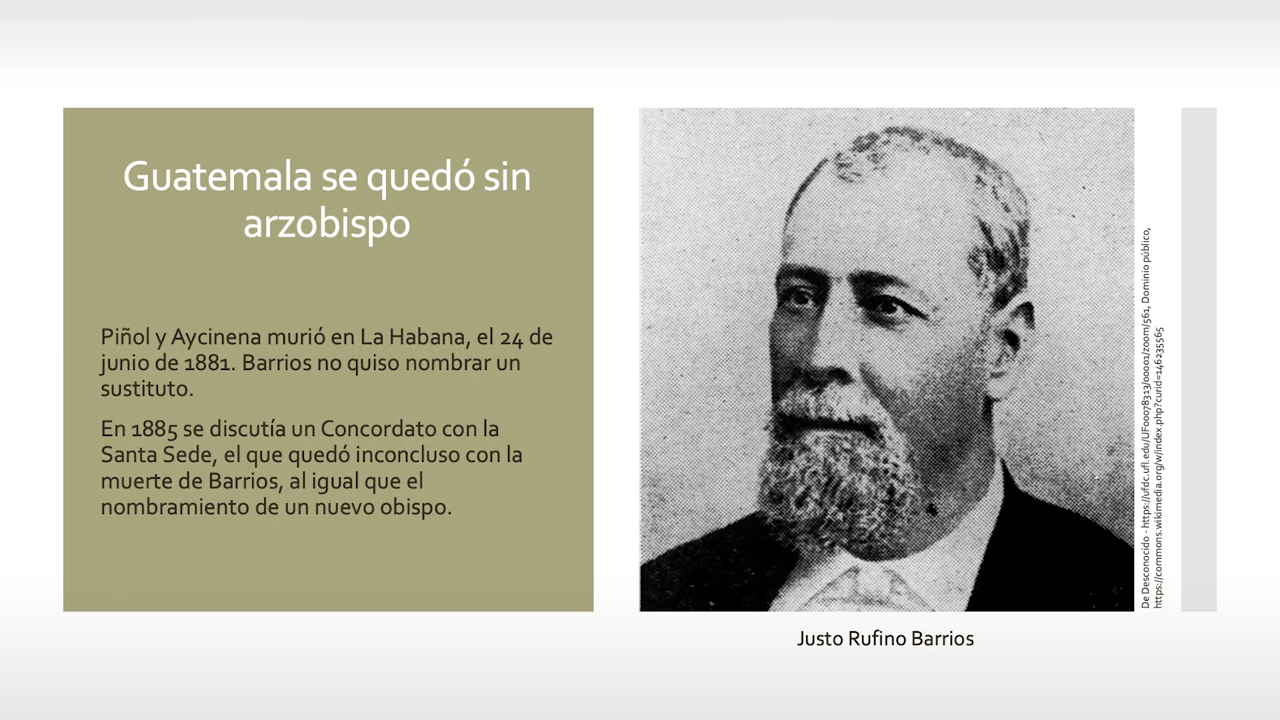 Guatemala se quedó sin
arzobispo
Piñol y Aycinena murió en La Habana, el 24 de
junio de 1881. Barrios no quiso nombrar un
sustituto.
En 1885 se discutía un Concordato con la
Santa Sede, el que quedó inconcluso con la
muerte de Barrios, al igual que el
nombramiento de un nuevo obispo.
De Desconocido - https://ufdc.ufl.edu/UF00078313/00001/zoom/561, Dominio público,
https://commons.wikimedia.org/w/index.php?curid=146235565
Justo Rufino Barrios